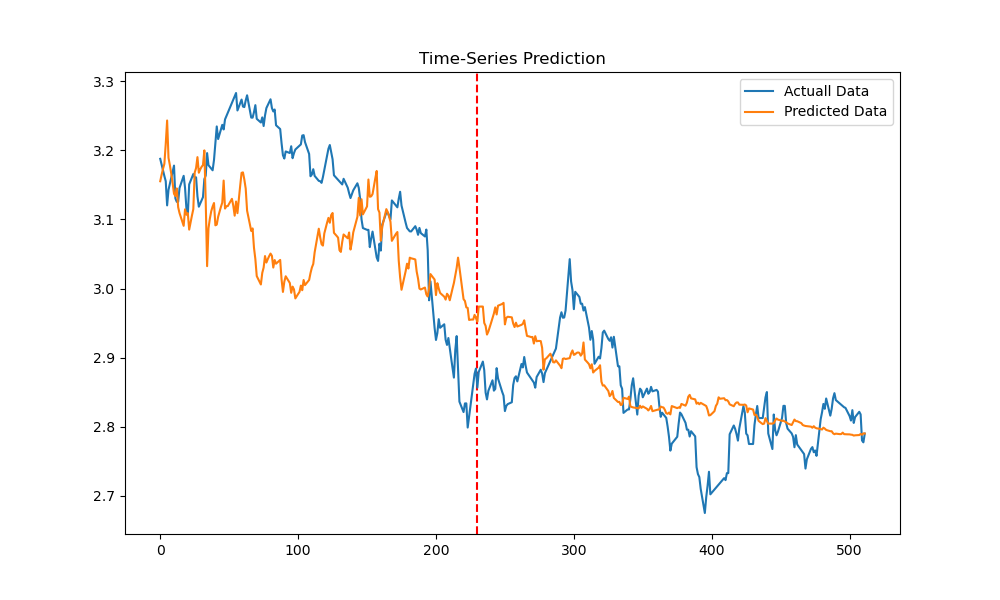 Time-Series Prediction
Actuall Data
Predicted Data
3.3
3.2
3.1
3.0
2.9
2.8
2.7
0 100 200 300 400 500